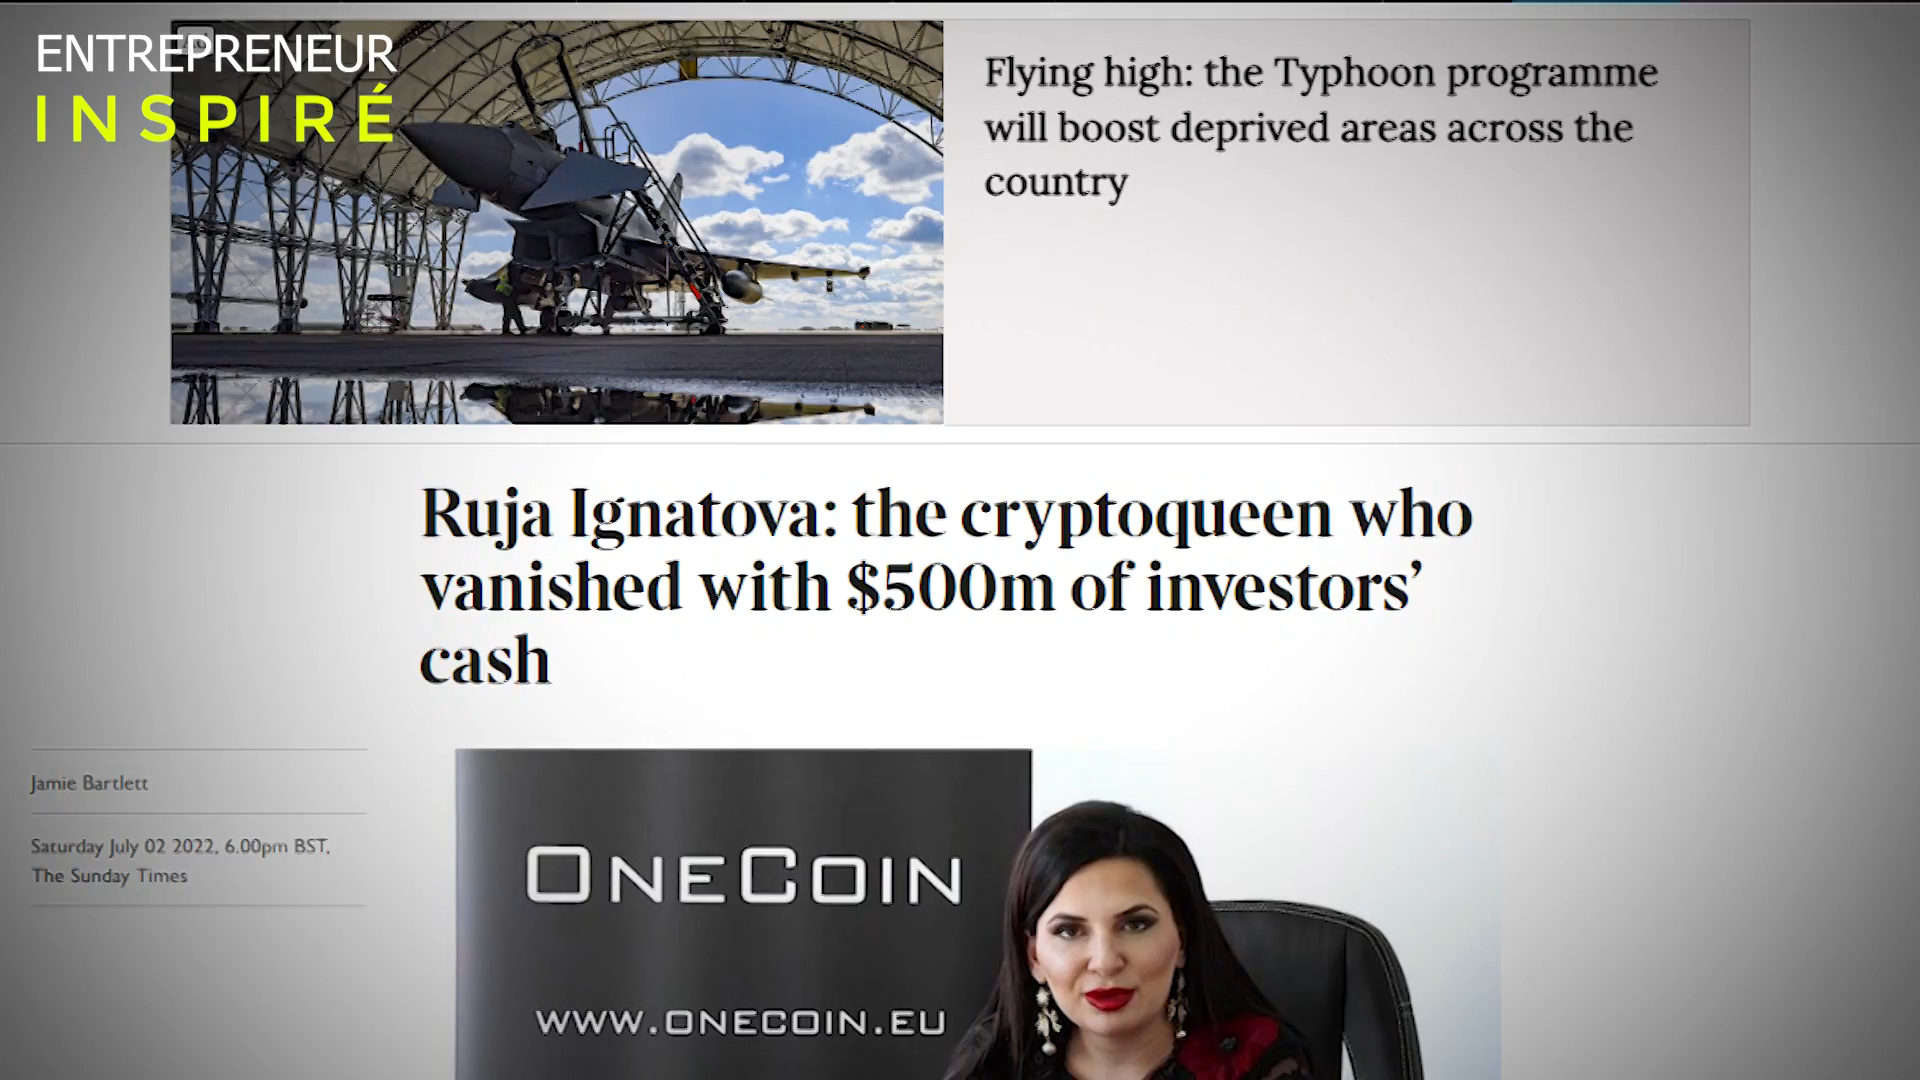 ENTREPRENEUR
INSPIRÉ
Flying high: the Typhoon programme
will boost deprived areas across the
country
Ruja Ignatova: the cryptoqueen who
vanished with $500m of investors’
cash
Jamie Bartlett
Saturday July 02 2022, 6.00pm BST,
The Sunday Times
ONECOIN
WWW.ONECOIN.EU